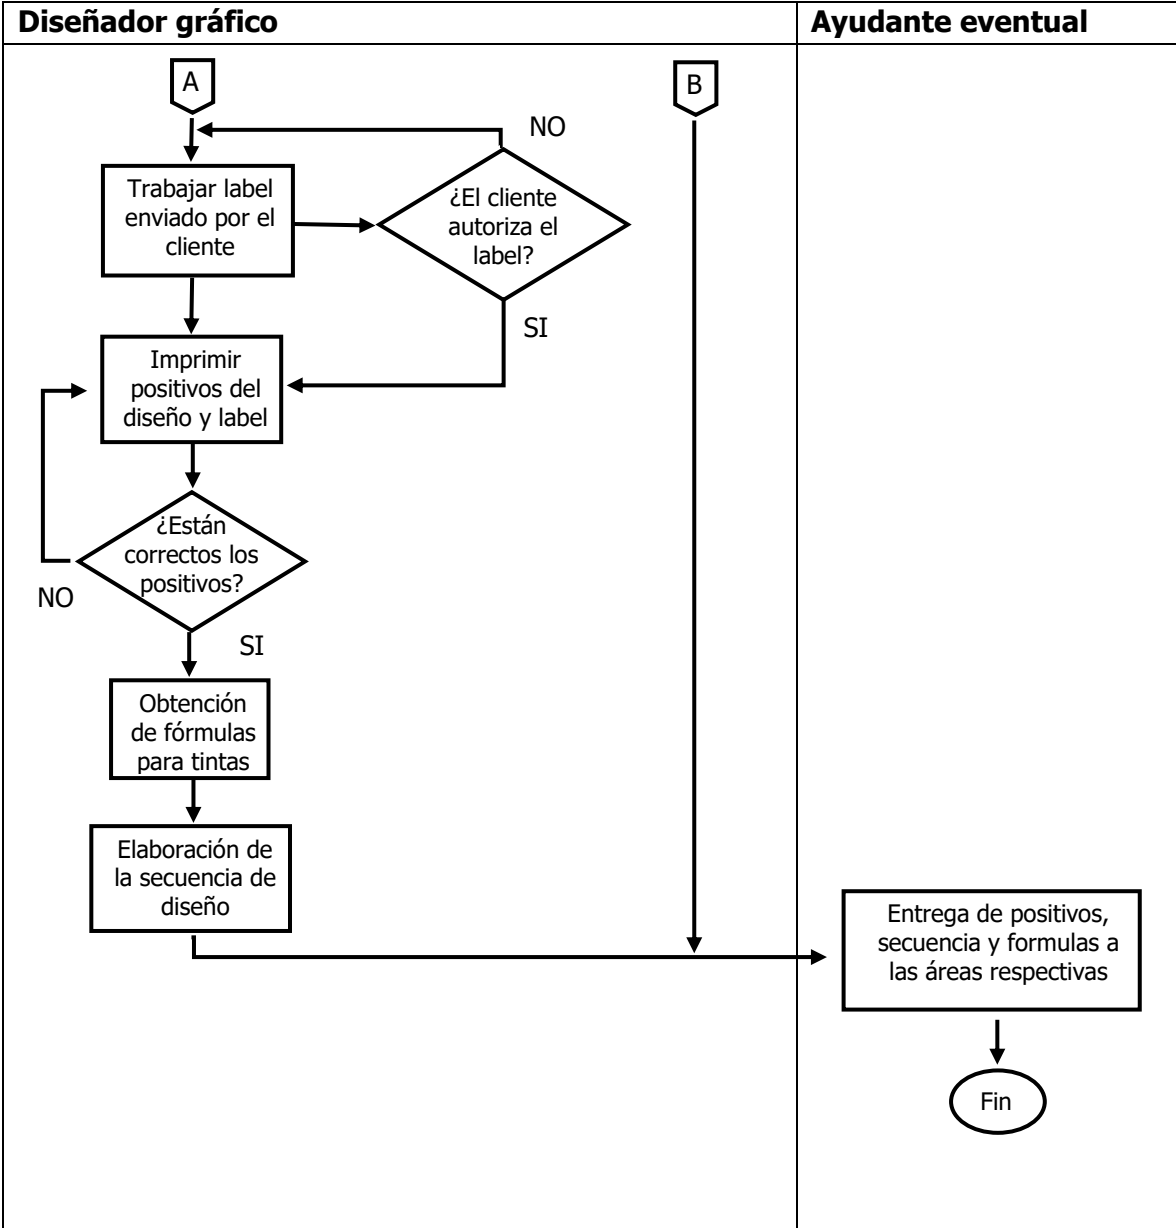 Diseñador gráfico
Ayudante eventual
A
B
NO
Trabajar label
enviado por el
cliente
¿El cliente
autoriza el
label?
SI
Imprimir
positivos del
diseño y label
¿Están
correctos los
positivos?
NO
SI
Obtención
de fórmulas
para tintas
Elaboración de
la secuencia de
diseño
Entrega de positivos,
secuencia y formulas a
las áreas respectivas
Fin